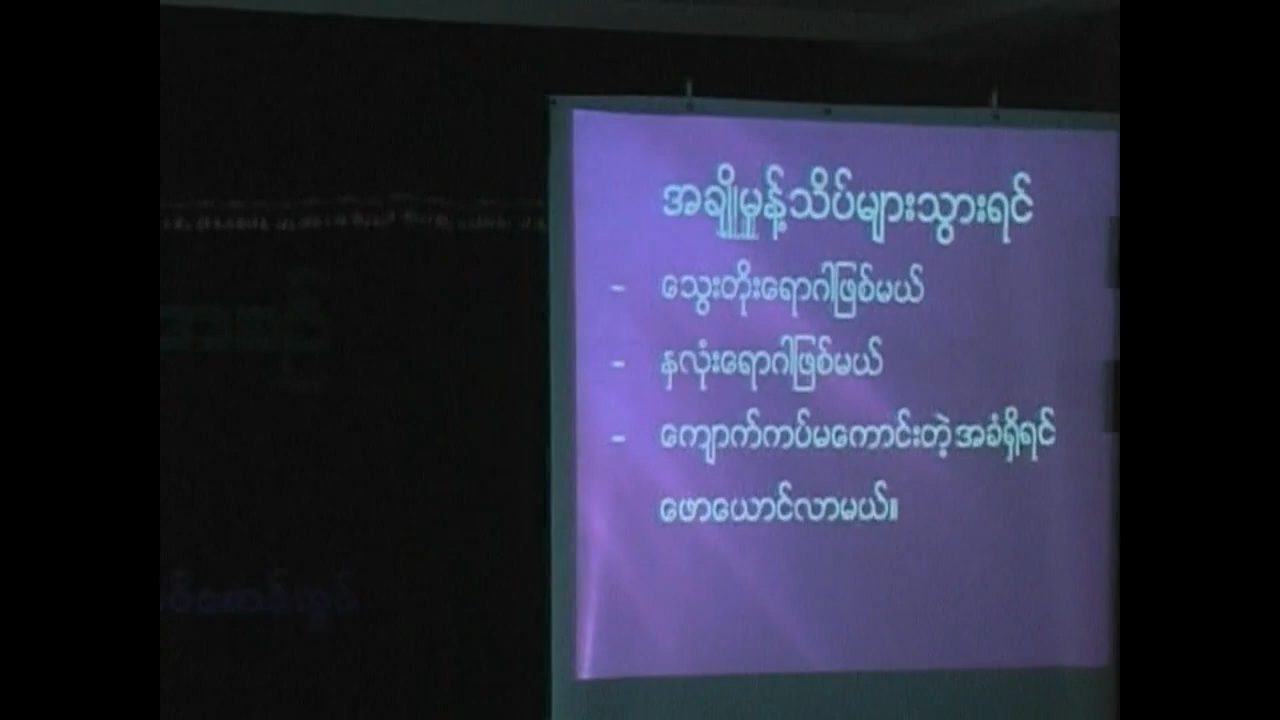 အချိုမှုန့်သိပ်များသွားရင်
- သွေးတိုးရောဂါဖြစ်မယ်
- နှလုံးရောဂါဖြစ်မယ်
- ကျောက်ကပ်မကောင်းတဲ့အခံရှိရင်
ဖောယောင်လာမယ်။